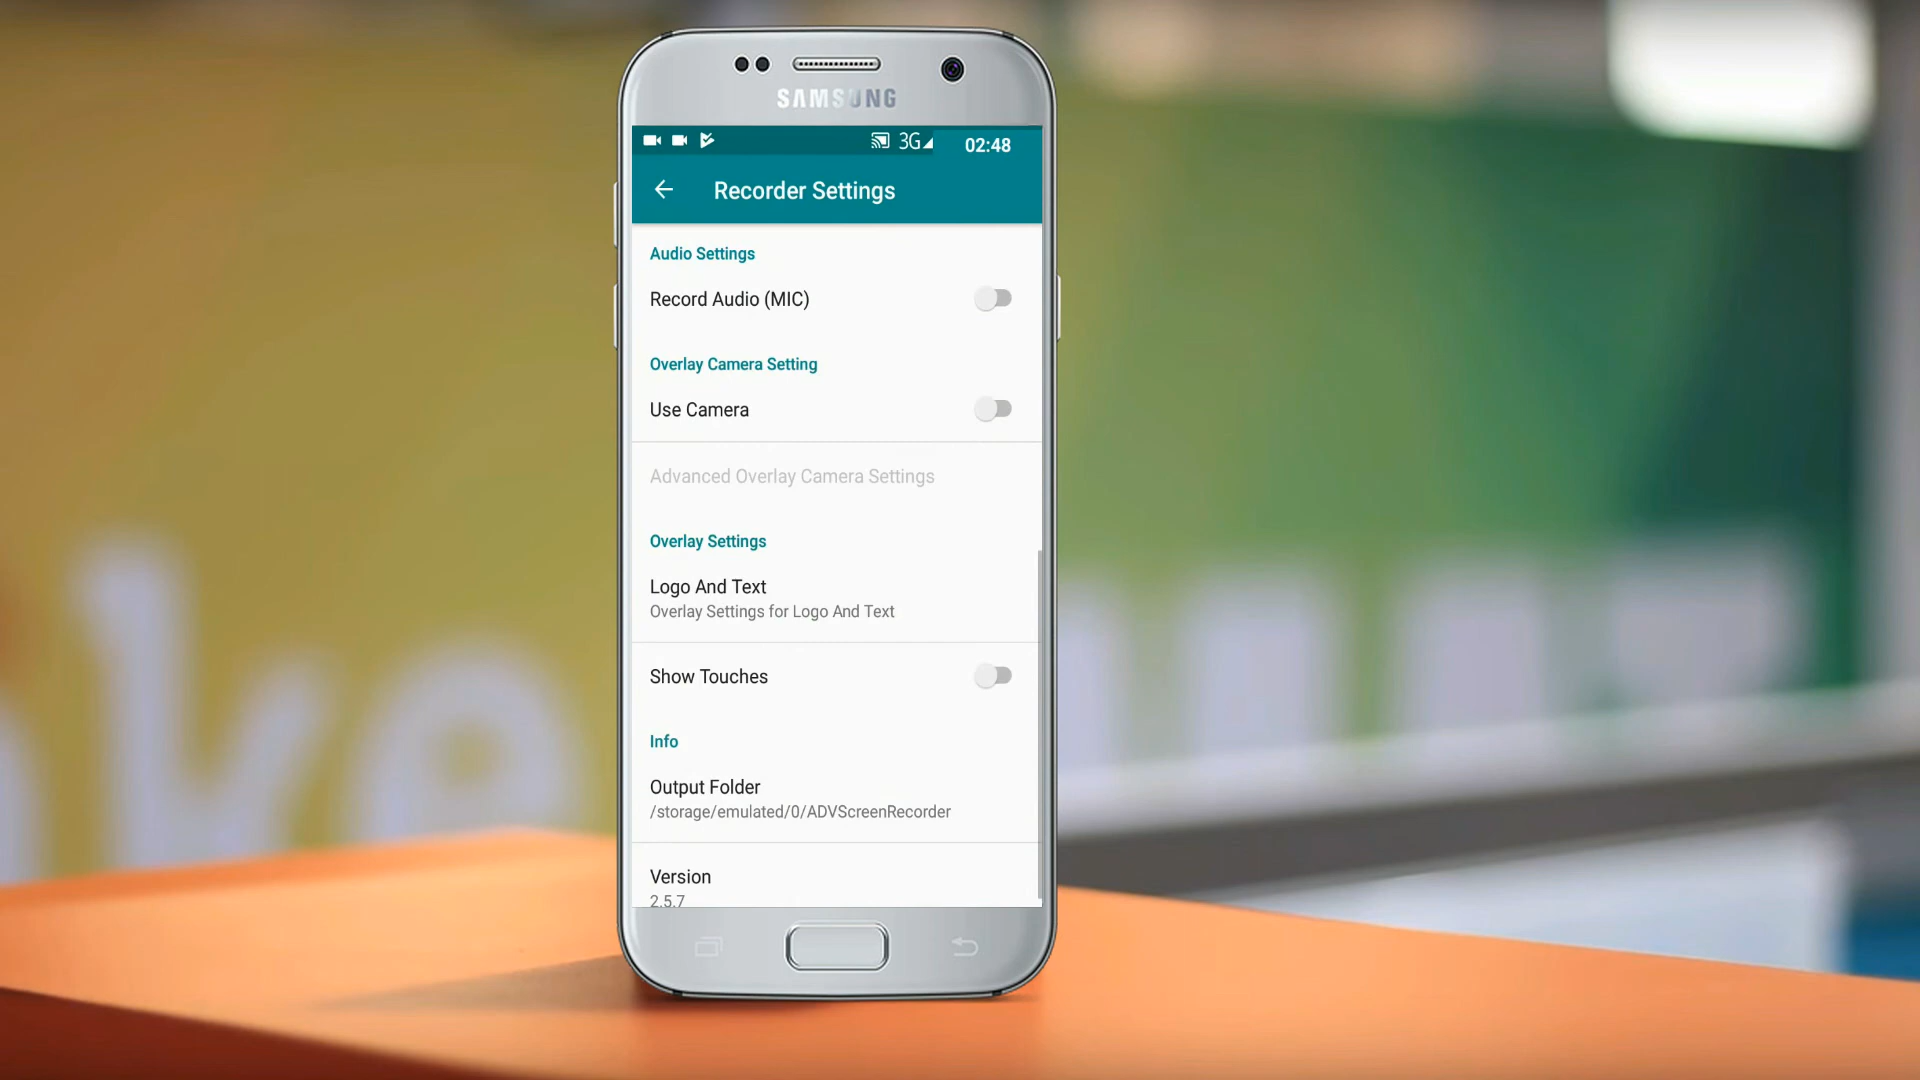 SAMSUNG
3G 02:48
Recorder Settings
Audio Settings
Record Audio (MIC)
Overlay Camera Setting
Use Camera
Advanced Overlay Camera Settings
Overlay Settings
Logo And Text
Overlay Settings for Logo And Text
Show Touches
Info
Output Folder
/storage/emulated/0/ADVScreenRecorder
Version
2.5.7
ke